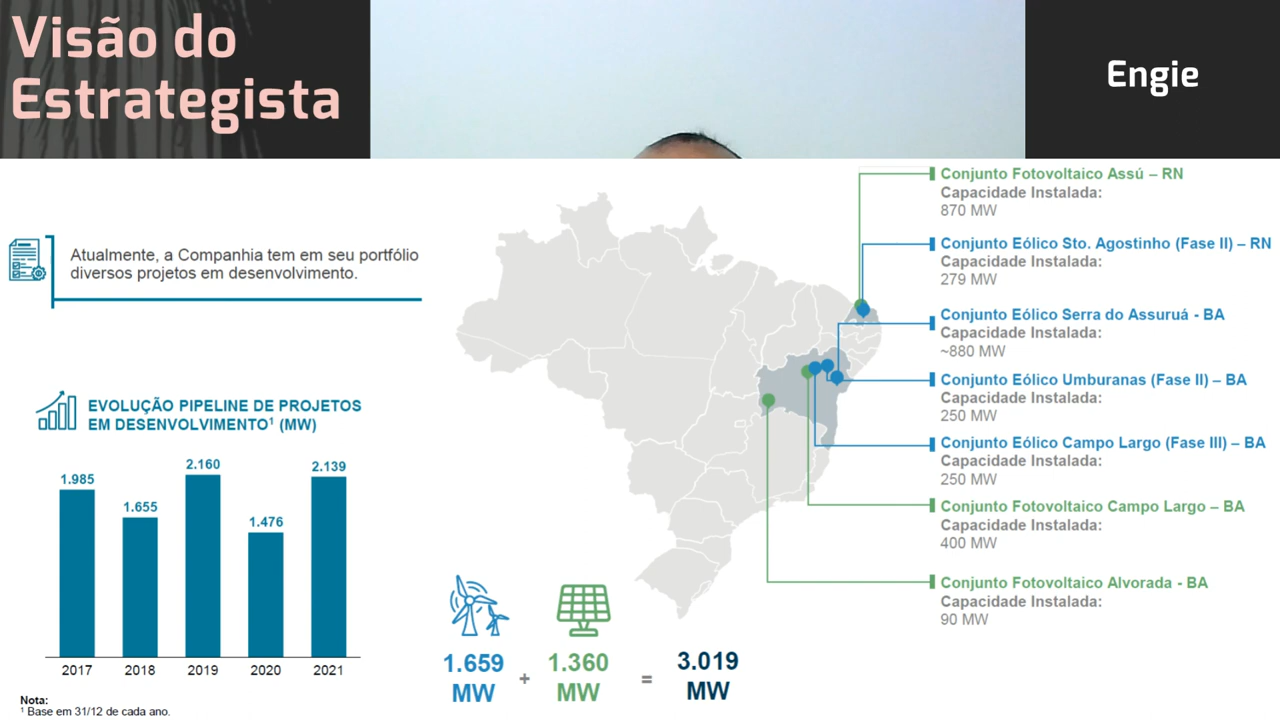 Visão do
Estrategista
Engie
Atualmente, a Companhia tem em seu portfólio
diversos projetos em desenvolvimento.
EVOLUÇÃO PIPELINE DE PROJETOS
EM DESENVOLVIMENTO¹ (MW)
1.985
1.655
2.160
1.476
2.139
2017
2018
2019
2020
2021
Nota:
¹ Base em 31/12 de cada ano.
1.659
MW
+
1.360
MW
=
3.019
MW
Conjunto Fotovoltaico Assú – RN
Capacidade Instalada:
870 MW
Conjunto Eólico Sto. Agostinho (Fase II) – RN
Capacidade Instalada:
279 MW
Conjunto Eólico Serra do Assuruá - BA
Capacidade Instalada:
~880 MW
Conjunto Eólico Umburanas (Fase II) – BA
Capacidade Instalada:
250 MW
Conjunto Eólico Campo Largo (Fase III) – BA
Capacidade Instalada:
250 MW
Conjunto Fotovoltaico Campo Largo – BA
Capacidade Instalada:
400 MW
Conjunto Fotovoltaico Alvorada - BA
Capacidade Instalada:
90 MW